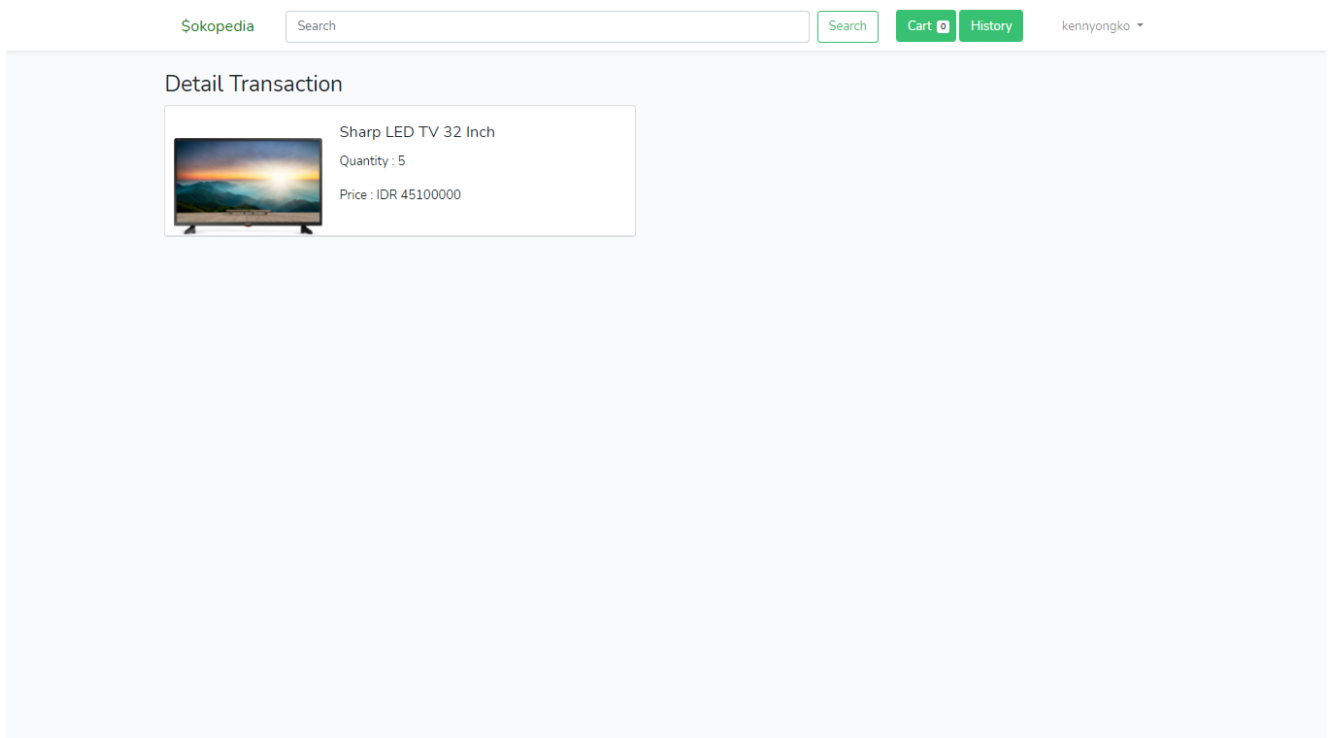 $okopedia
Search
Search
Cart 0
History
kennyongko
Detail Transaction
Sharp LED TV 32 Inch
Quantity : 5
Price : IDR 45100000